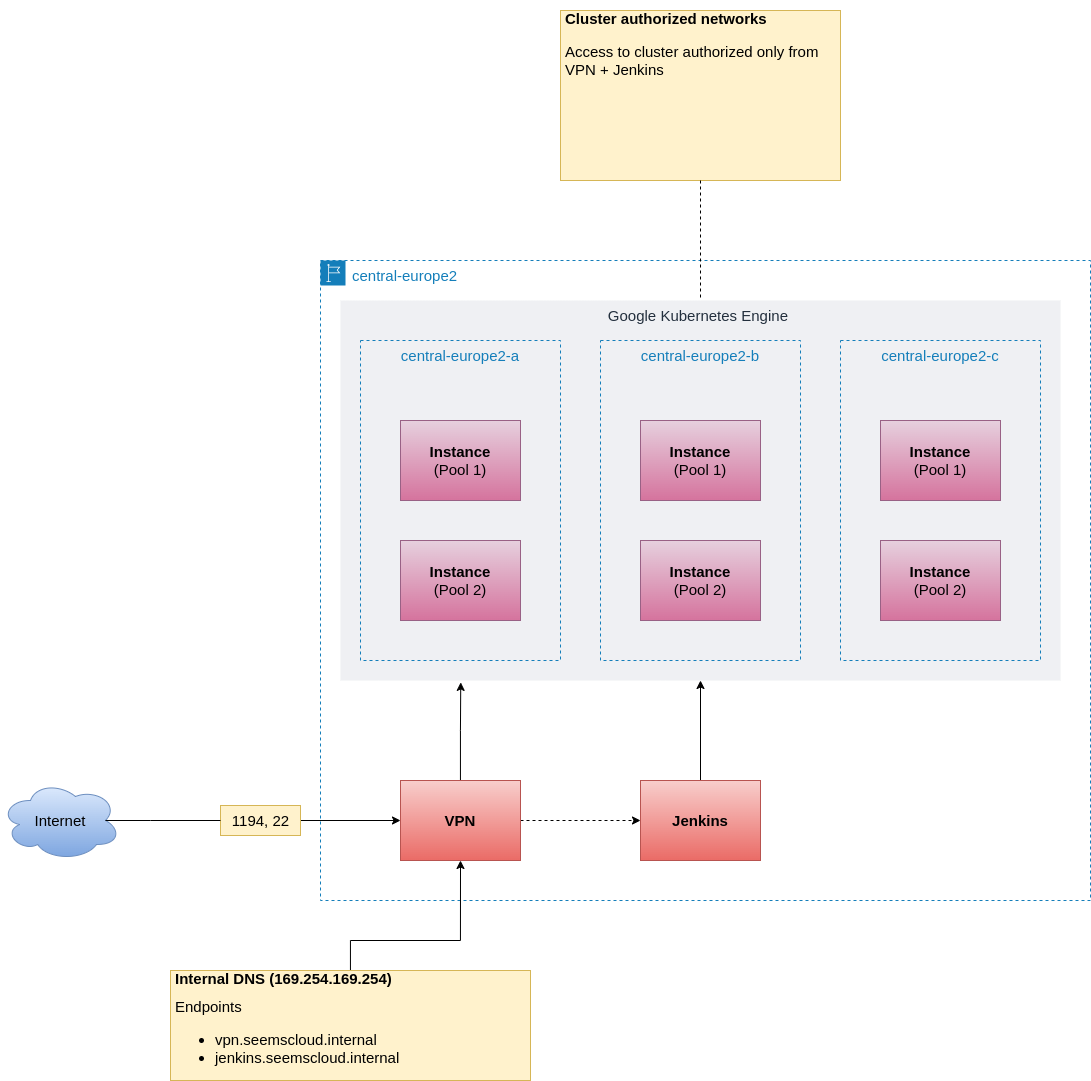 Cluster authorized networks
Access to cluster authorized only from
VPN + Jenkins
central-europe2
Google Kubernetes Engine
central-europe2-a
central-europe2-b
central-europe2-c
Instance
(Pool 1)
Instance
(Pool 1)
Instance
(Pool 1)
Instance
(Pool 2)
Instance
(Pool 2)
Instance
(Pool 2)
Internet
1194, 22
VPN
Jenkins
Internal DNS (169.254.169.254)
Endpoints
• vpn.seemscloud.internal
• jenkins.seemscloud.internal